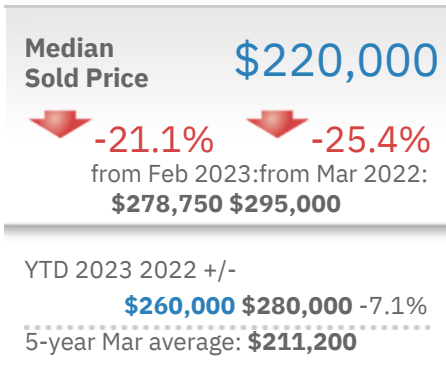 Median
Sold Price
$220,000
-21.1% -25.4%
from Feb 2023:from Mar 2022:
$278,750 $295,000
YTD 2023 2022 +/-
$260,000 $280,000 -7.1%
5-year Mar average: $211,200